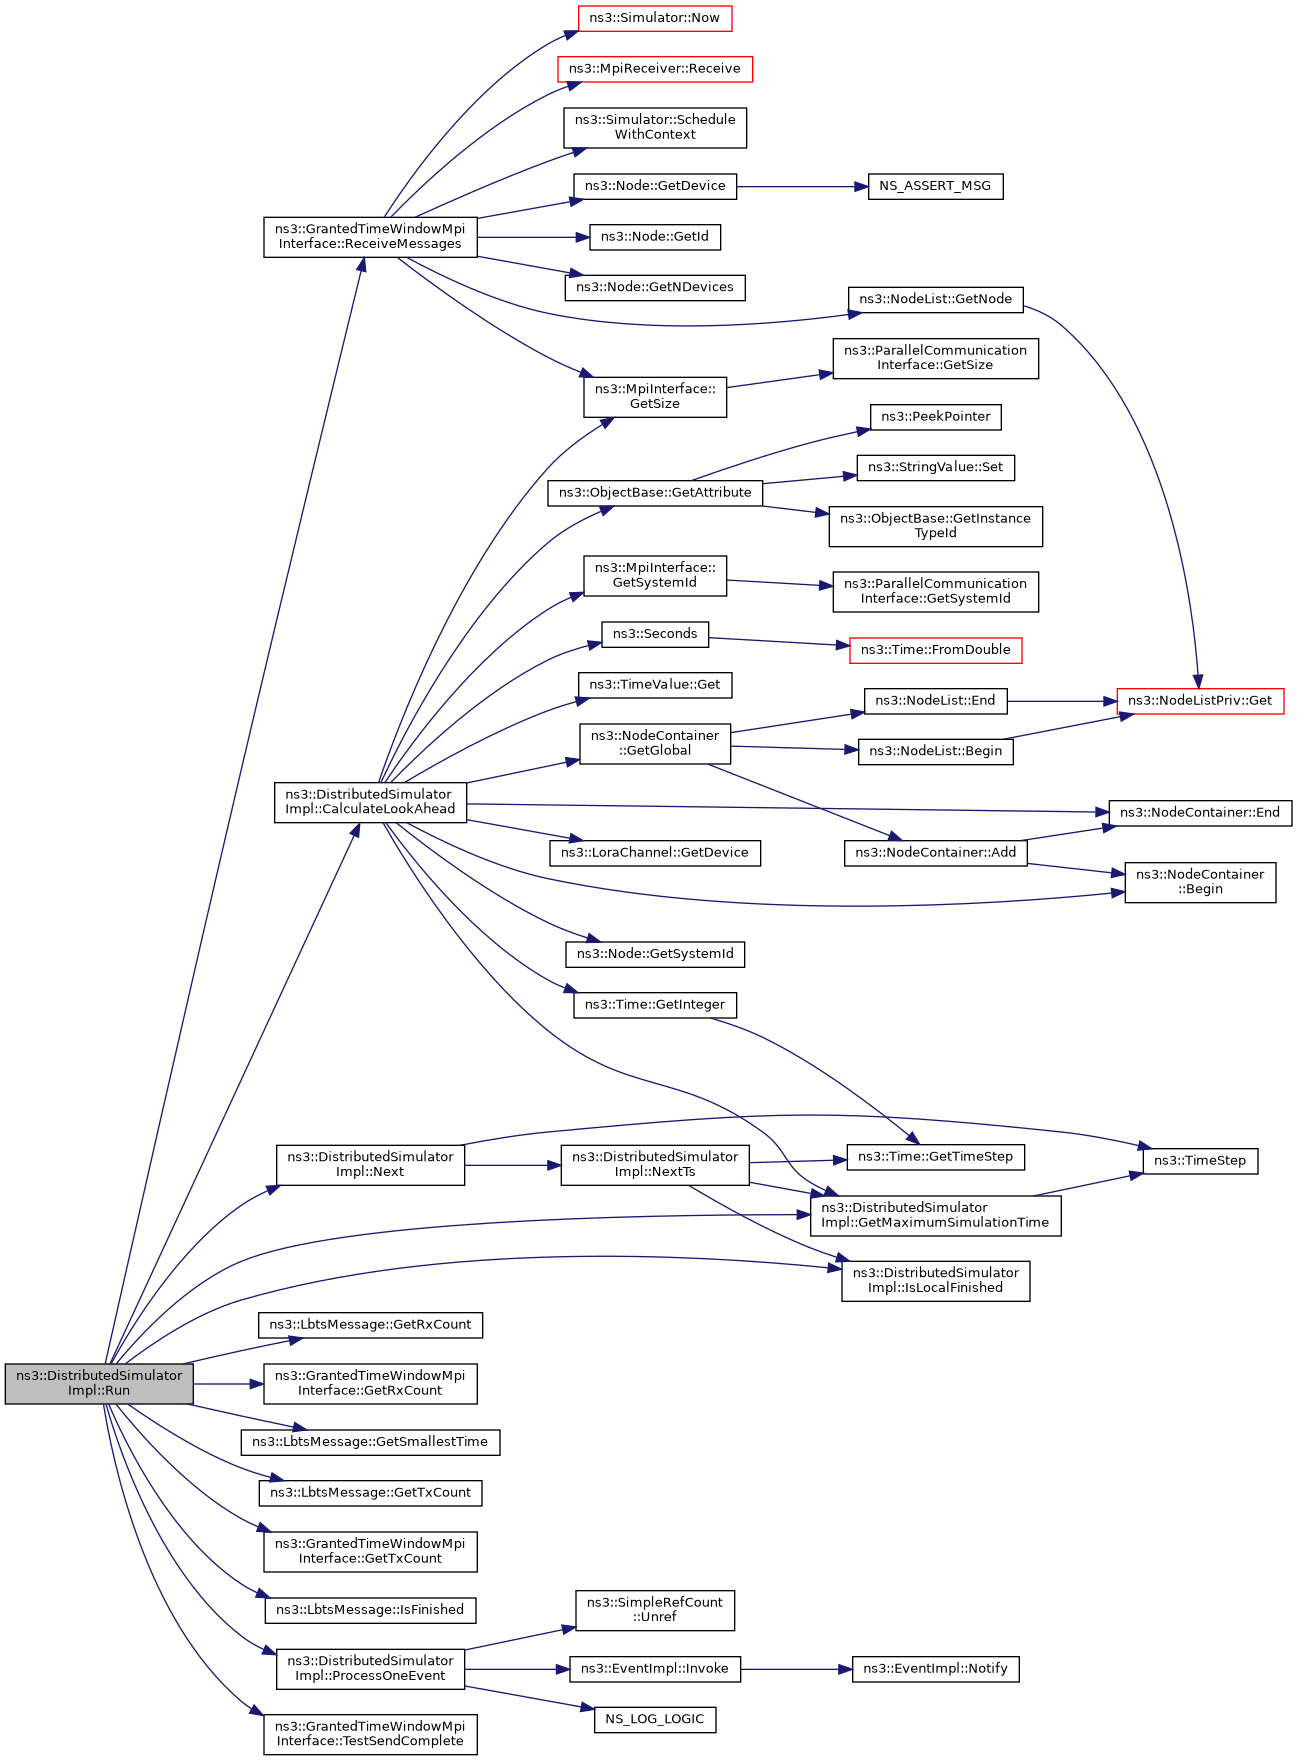 ns3::Simulator::Now
ns3::MpiReceiver::Receive
ns3::Simulator::Schedule
WithContext
ns3::Node::GetDevice
NS_ASSERT_MSG
ns3::GrantedTimeWindowMpi
Interface::ReceiveMessages
ns3::Node::GetId
ns3::Node::GetNDevices
ns3::NodeList::GetNode
ns3::ParallelCommunication
Interface::GetSize
ns3::MpiInterface::
GetSize
ns3::PeekPointer
ns3::StringValue::Set
ns3::ObjectBase::GetAttribute
ns3::ObjectBase::GetInstance
TypeId
ns3::MpiInterface::
GetSystemId
ns3::ParallelCommunication
Interface::GetSystemId
ns3::Seconds
ns3::Time::FromDouble
ns3::TimeValue::Get
ns3::NodeList::End
ns3::NodeListPriv::Get
ns3::NodeContainer
::GetGlobal
ns3::NodeList::Begin
ns3::DistributedSimulator
Impl::CalculateLookAhead
ns3::NodeContainer::End
ns3::LoraChannel::GetDevice
ns3::NodeContainer::Add
ns3::NodeContainer
::Begin
ns3::Node::GetSystemId
ns3::Time::GetInteger
ns3::DistributedSimulator
Impl::Next
ns3::DistributedSimulator
Impl::NextTs
ns3::Time::GetTimeStep
ns3::TimeStep
ns3::DistributedSimulator
Impl::GetMaximumSimulationTime
ns3::DistributedSimulator
Impl::IsLocalFinished
ns3::LbtsMessage::GetRxCount
ns3::DistributedSimulator
Impl::Run
ns3::GrantedTimeWindowMpi
Interface::GetRxCount
ns3::LbtsMessage::GetSmallestTime
ns3::LbtsMessage::GetTxCount
ns3::GrantedTimeWindowMpi
Interface::GetTxCount
ns3::LbtsMessage::IsFinished
ns3::SimpleRefCount
::Unref
ns3::DistributedSimulator
Impl::ProcessOneEvent
ns3::EventImpl::Invoke
ns3::EventImpl::Notify
NS_LOG_LOGIC
ns3::GrantedTimeWindowMpi
Interface::TestSendComplete